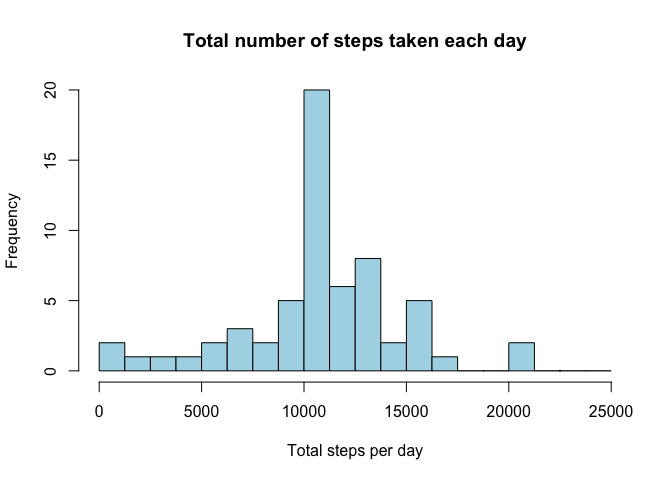 Total number of steps taken each day
Frequency
20
15
10
5
0
0 5000 10000 15000 20000 25000
Total steps per day